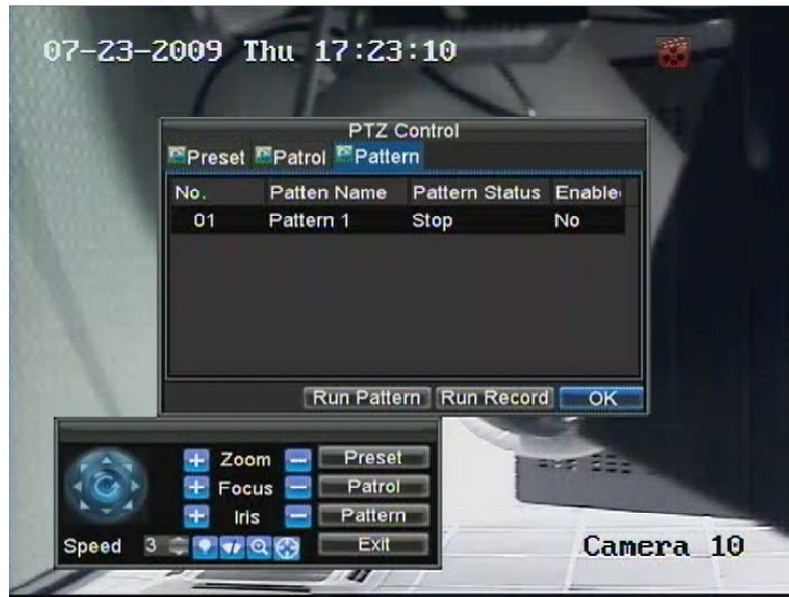 07-23-2009 Thu 17:23:10
PTZ Control
Preset Patrol Pattern
No. Patten Name Pattern Status Enable
01 Pattern 1 Stop No
Run Pattern Run Record OK
Zoom Preset
Focus Patrol
Iris Pattern
Speed 3 Exit
Camera 10